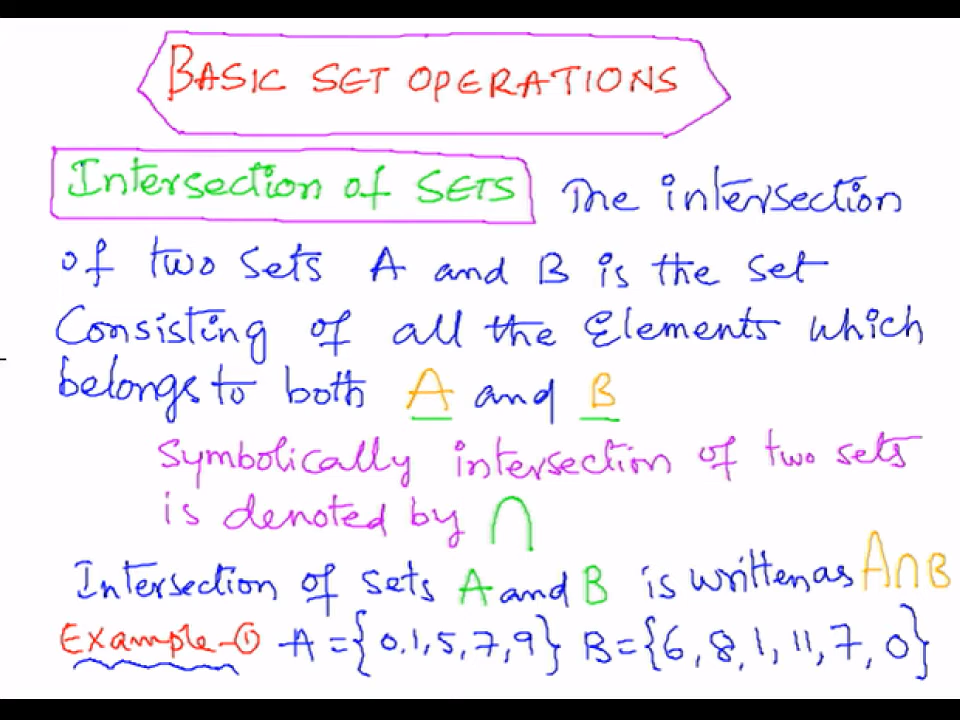 BASIC SET OPERATIONS
Intersection of SETS The intersection
of two sets A and B is the set
Consisting of all the Elements which
belongs to both A and B
Symbolically intersection of two sets
is denoted by ∩
Intersection of sets A and B is written as A∩B
Example-① A={0,1,5,7,9} B={6,8,1,11,7,0}